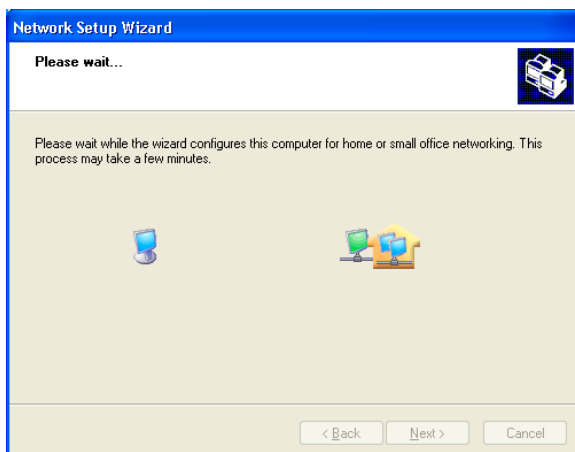 Network Setup Wizard
Please wait...
Please wait while the wizard configures this computer for home or small office networking. This
process may take a few minutes.
< Back
Next >
Cancel